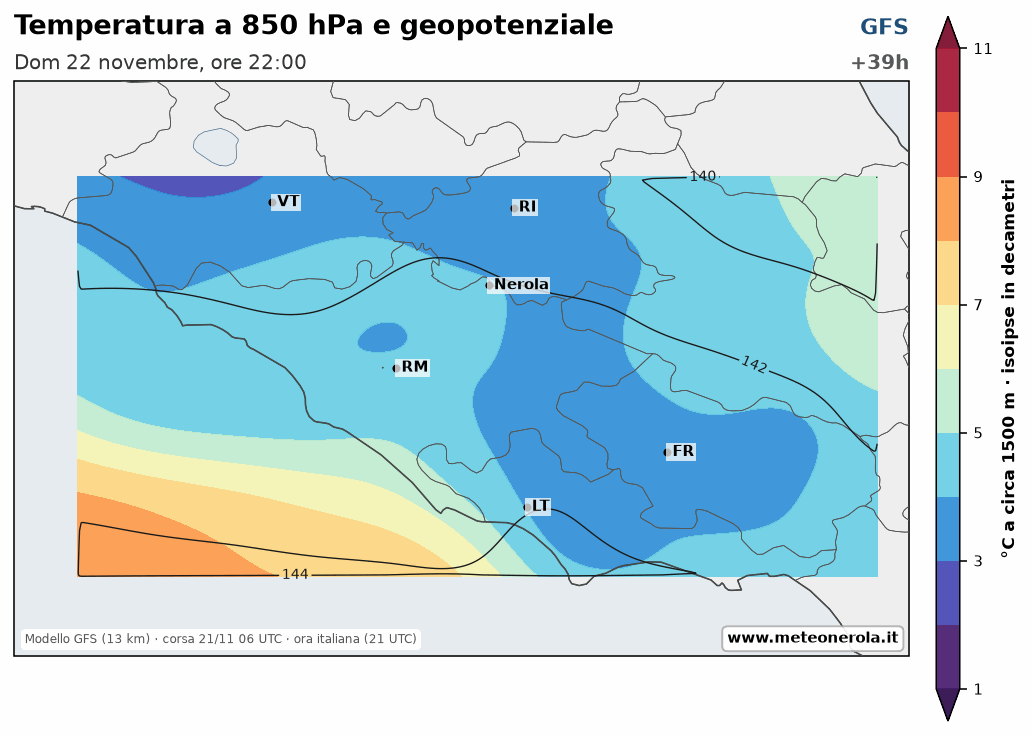 Temperatura a 850 hPa e geopotenziale
GFS
Dom 22 novembre, ore 22:00
+39h
11
140
VT
RI
9
Nerola
7
142
RM
5
FR
LT
3
144
°C a circa 1500 m · isoipse in decametri
Modello GFS (13 km) · corsa 21/11 06 UTC · ora italiana (21 UTC)
www.meteonerola.it
1